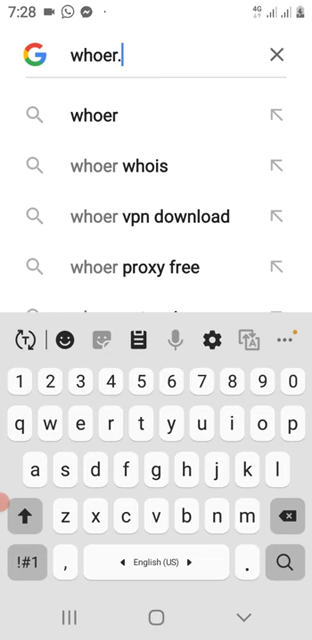 7:28
4G
whoer.
whoer
whoer whois
whoer vpn download
whoer proxy free
1 2 3 4 5 6 7 8 9 0
q w e r t y u i o p
a s d f g h j k l
z x c v b n m
!#1 , English (US) .